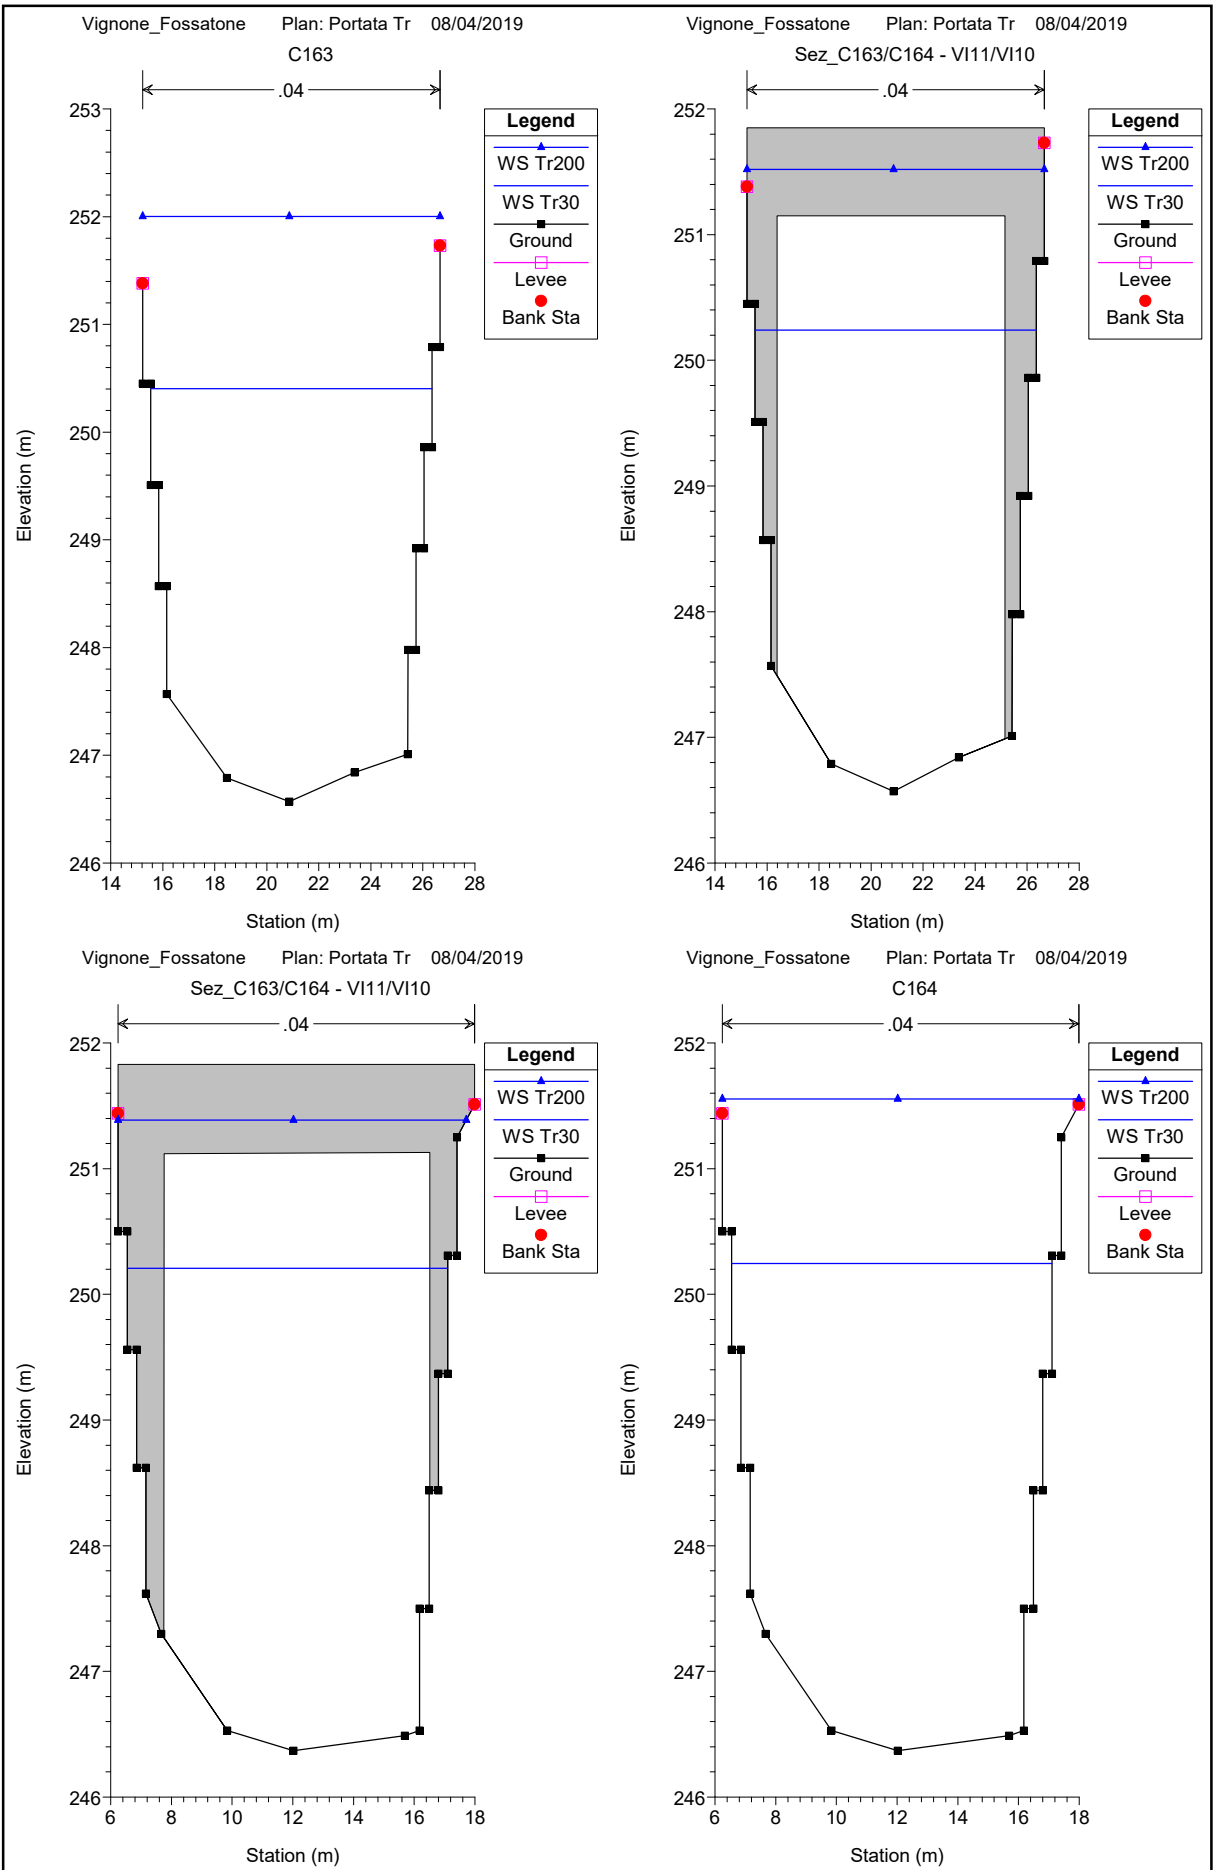 Vignone_Fossatone Plan: Portata Tr 08/04/2019
C163
.04
253
252
251
250
249
248
247
246
14 16 18 20 22 24 26 28
Elevation (m)
Station (m)
Legend
WS Tr200
WS Tr30
Ground
Levee
Bank Sta
Vignone_Fossatone Plan: Portata Tr 08/04/2019
Sez_C163/C164 - VI11/VI10
.04
252
251
250
249
248
247
246
14 16 18 20 22 24 26 28
Elevation (m)
Station (m)
Legend
WS Tr200
WS Tr30
Ground
Levee
Bank Sta
Vignone_Fossatone Plan: Portata Tr 08/04/2019
Sez_C163/C164 - VI11/VI10
.04
252
251
250
249
248
247
246
6 8 10 12 14 16 18
Elevation (m)
Station (m)
Legend
WS Tr200
WS Tr30
Ground
Levee
Bank Sta
Vignone_Fossatone Plan: Portata Tr 08/04/2019
C164
.04
252
251
250
249
248
247
246
6 8 10 12 14 16 18
Elevation (m)
Station (m)
Legend
WS Tr200
WS Tr30
Ground
Levee
Bank Sta